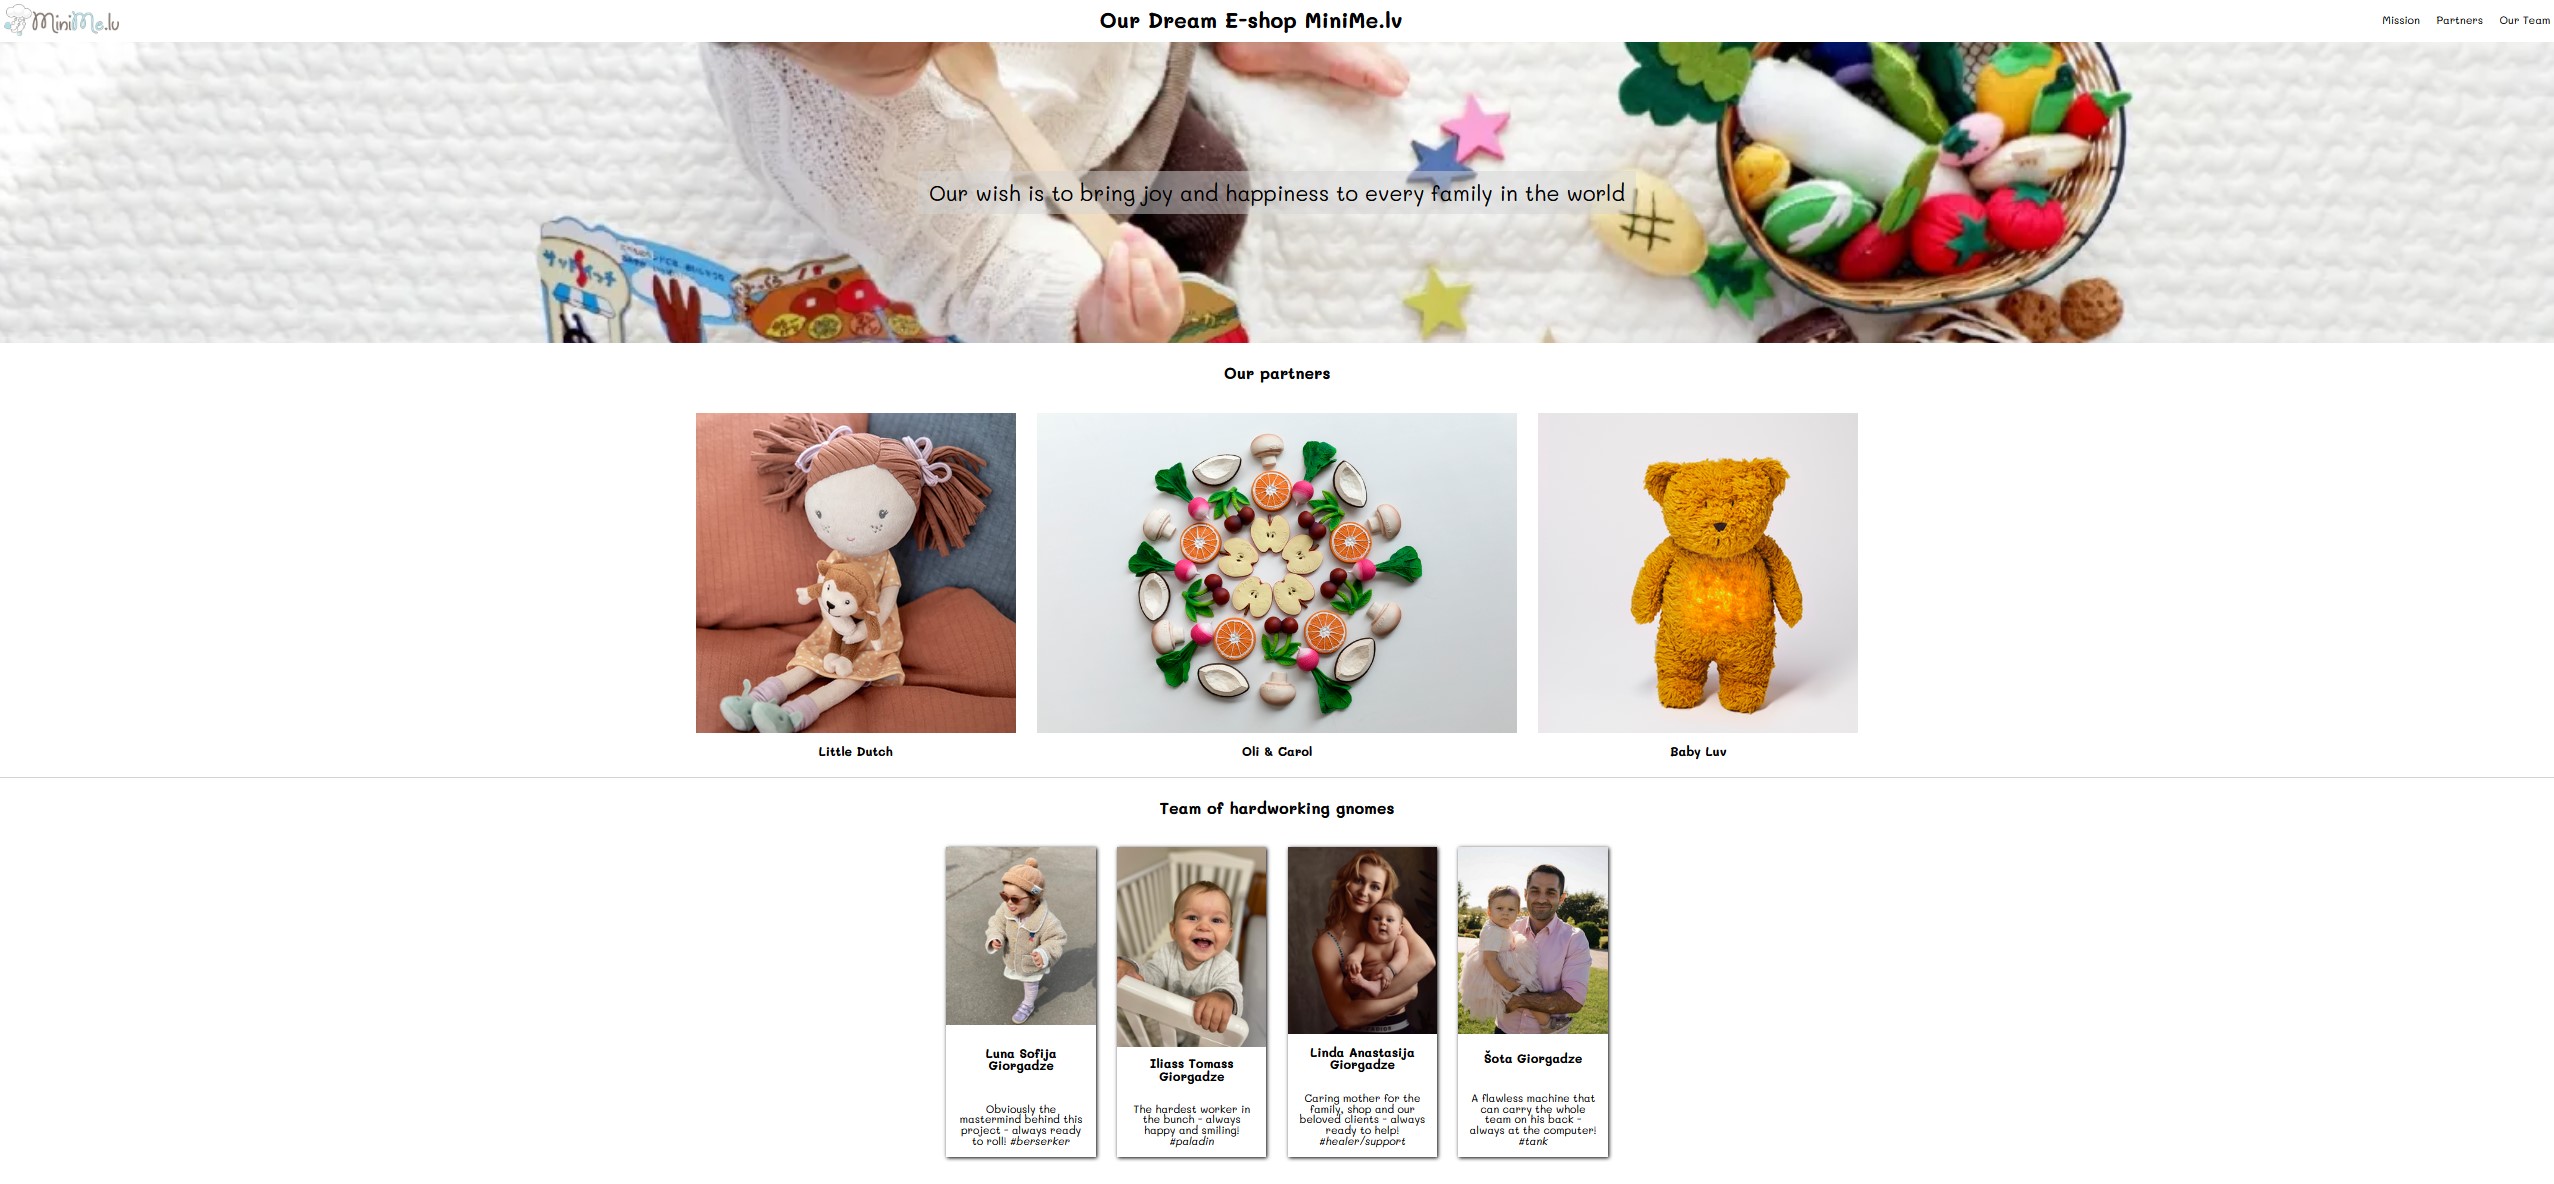 MiniMe.lv
Our Dream E-shop MiniMe.lv
Mission Partners Our Team
Our wish is to bring joy and happiness to every family in the world
Our partners
Little Dutch
Oli & Carol
Baby Luv
Team of hardworking gnomes
Luna Sofija
Giorgadze
Obviously the
mastermind behind this
project - always ready
to roll! #berserker
Iliass Tomass
Giorgadze
The hardest worker in
the bunch - always
happy and smiling!
#paladin
Linda Anastasija
Giorgadze
Caring mother for the
family, shop and our
beloved clients - always
ready to help!
#healer/support
Šota Giorgadze
A flawless machine that
can carry the whole
team on his back -
always at the computer!
#tank